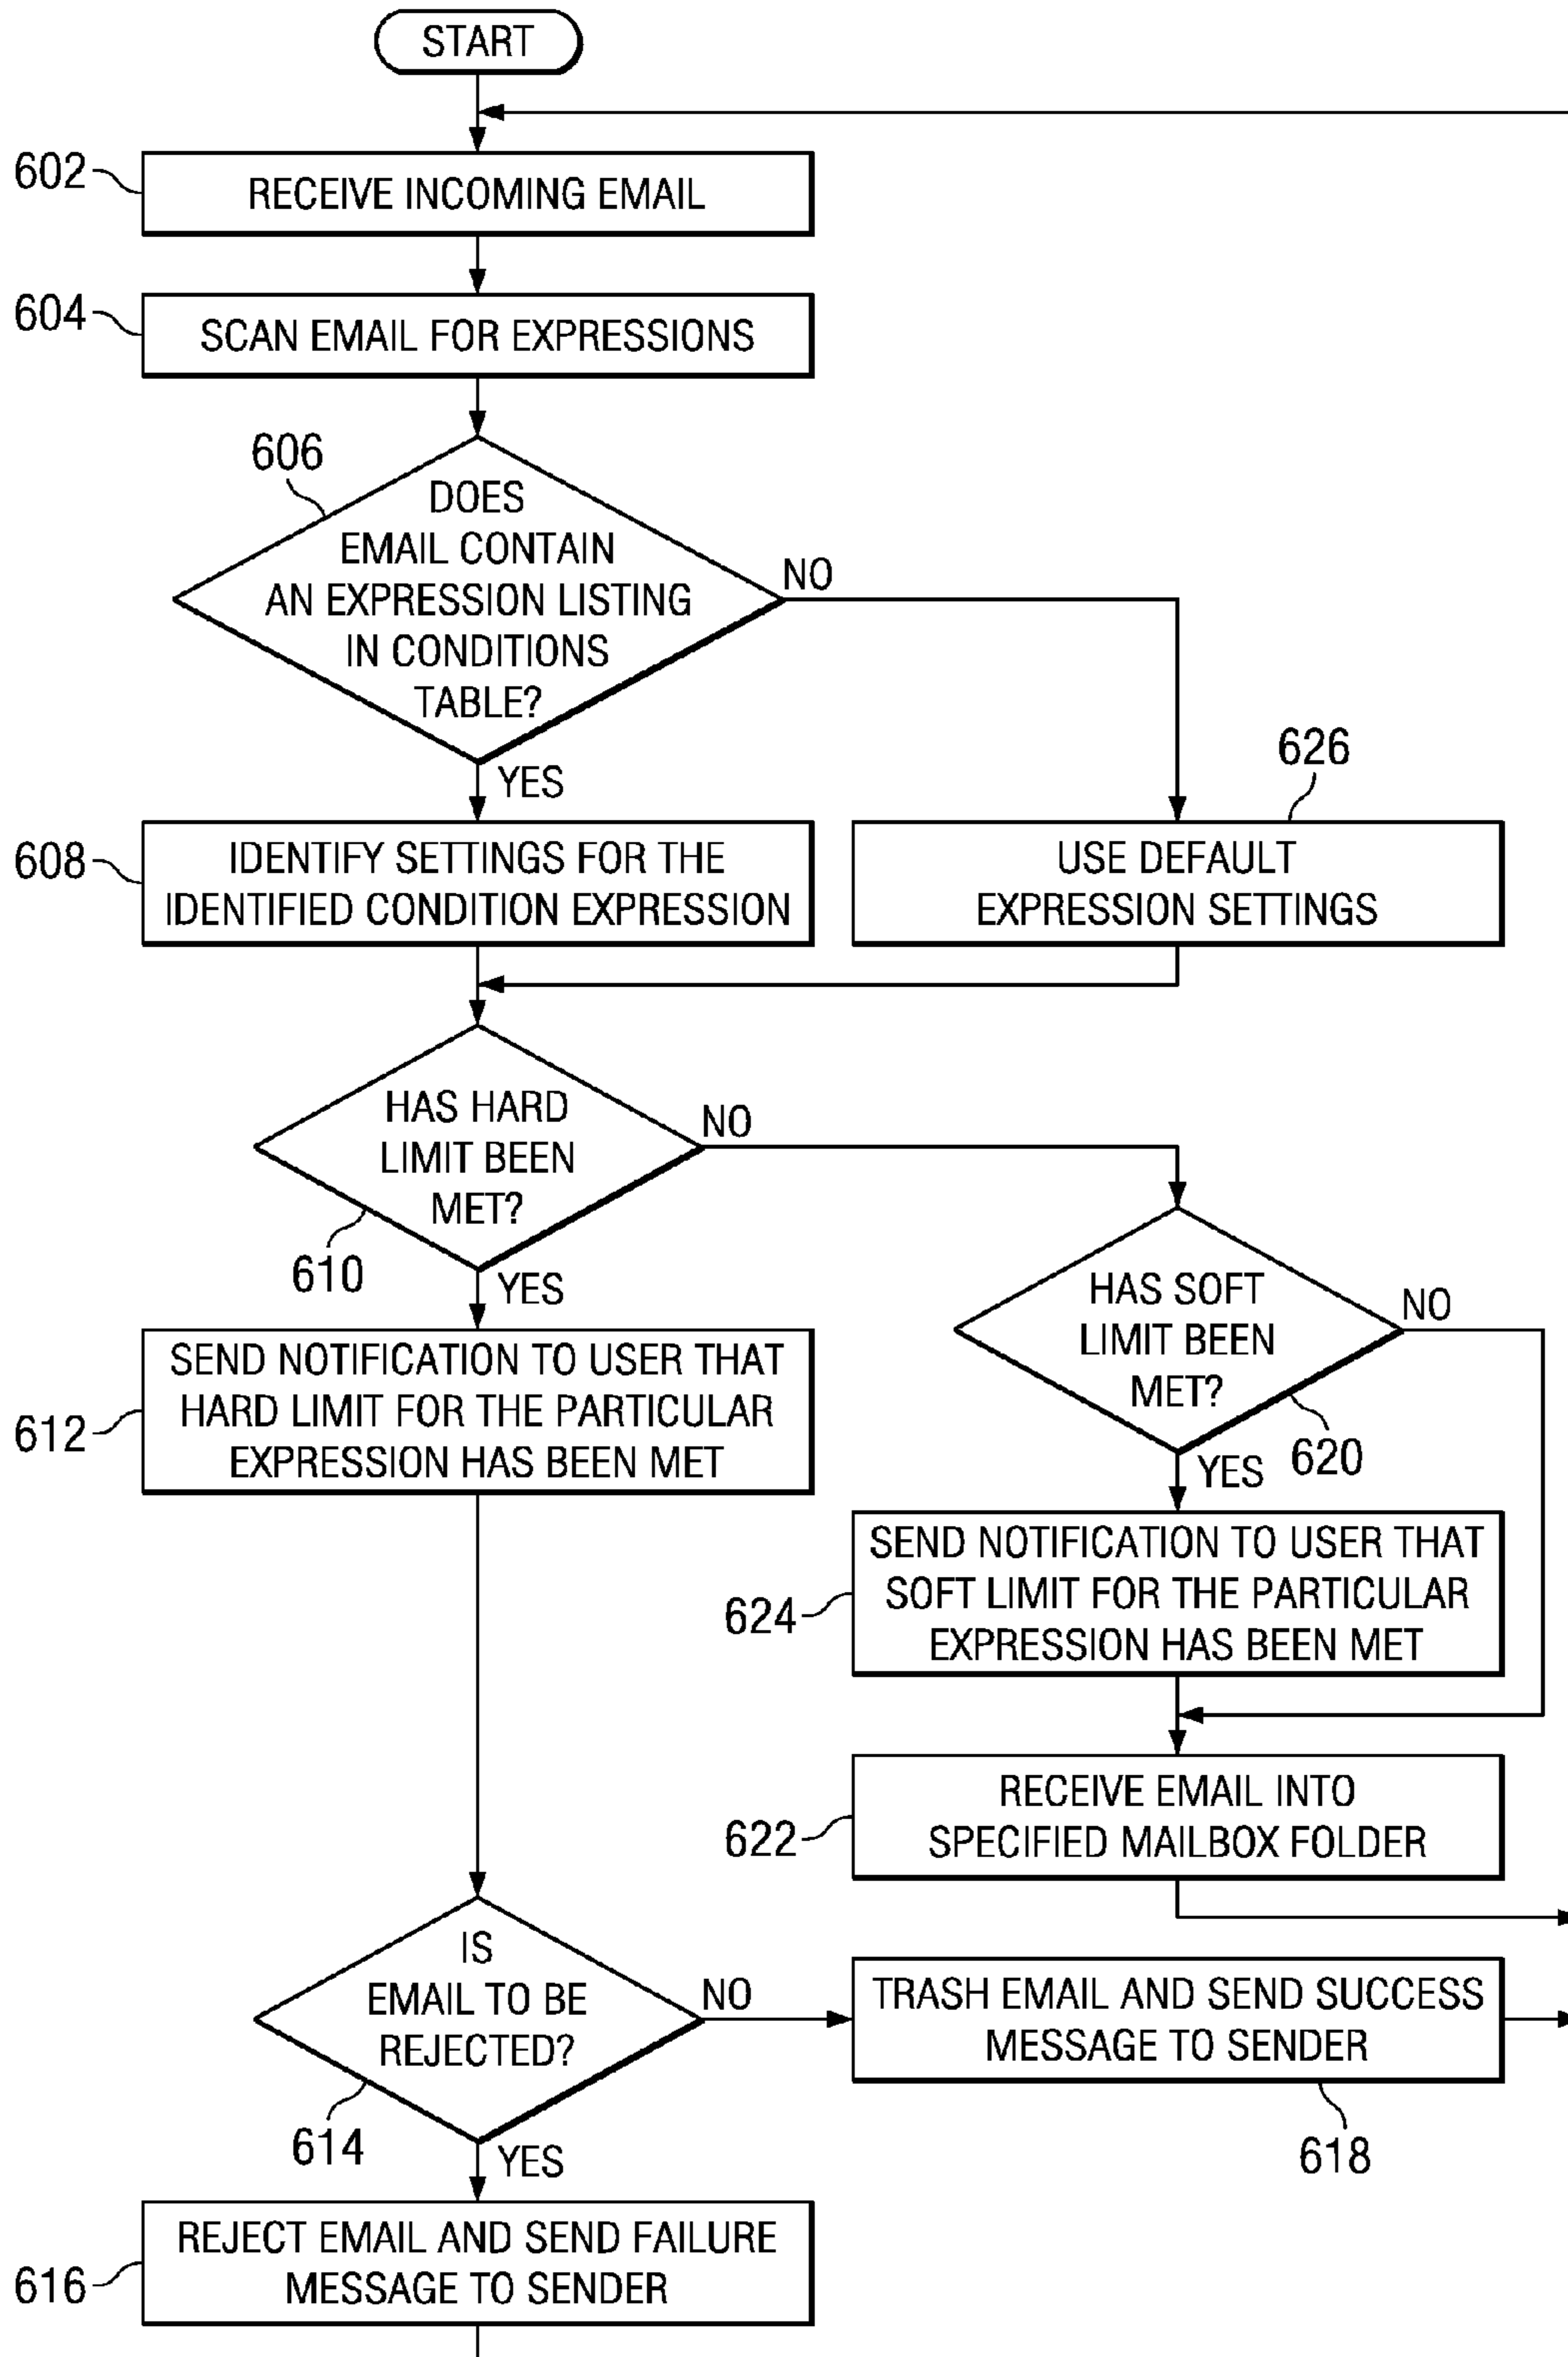 START
602
RECEIVE INCOMING EMAIL
604
SCAN EMAIL FOR EXPRESSIONS
606
DOES
EMAIL CONTAIN
AN EXPRESSION LISTING
IN CONDITIONS
TABLE?
NO
YES
626
608
IDENTIFY SETTINGS FOR THE
IDENTIFIED CONDITION EXPRESSION
USE DEFAULT
EXPRESSION SETTINGS
HAS HARD
LIMIT BEEN
MET?
NO
610
YES
HAS SOFT
LIMIT BEEN
MET?
NO
620
YES
612
SEND NOTIFICATION TO USER THAT
HARD LIMIT FOR THE PARTICULAR
EXPRESSION HAS BEEN MET
624
SEND NOTIFICATION TO USER THAT
SOFT LIMIT FOR THE PARTICULAR
EXPRESSION HAS BEEN MET
622
RECEIVE EMAIL INTO
SPECIFIED MAILBOX FOLDER
IS
EMAIL TO BE
REJECTED?
NO
614
YES
TRASH EMAIL AND SEND SUCCESS
MESSAGE TO SENDER
618
616
REJECT EMAIL AND SEND FAILURE
MESSAGE TO SENDER